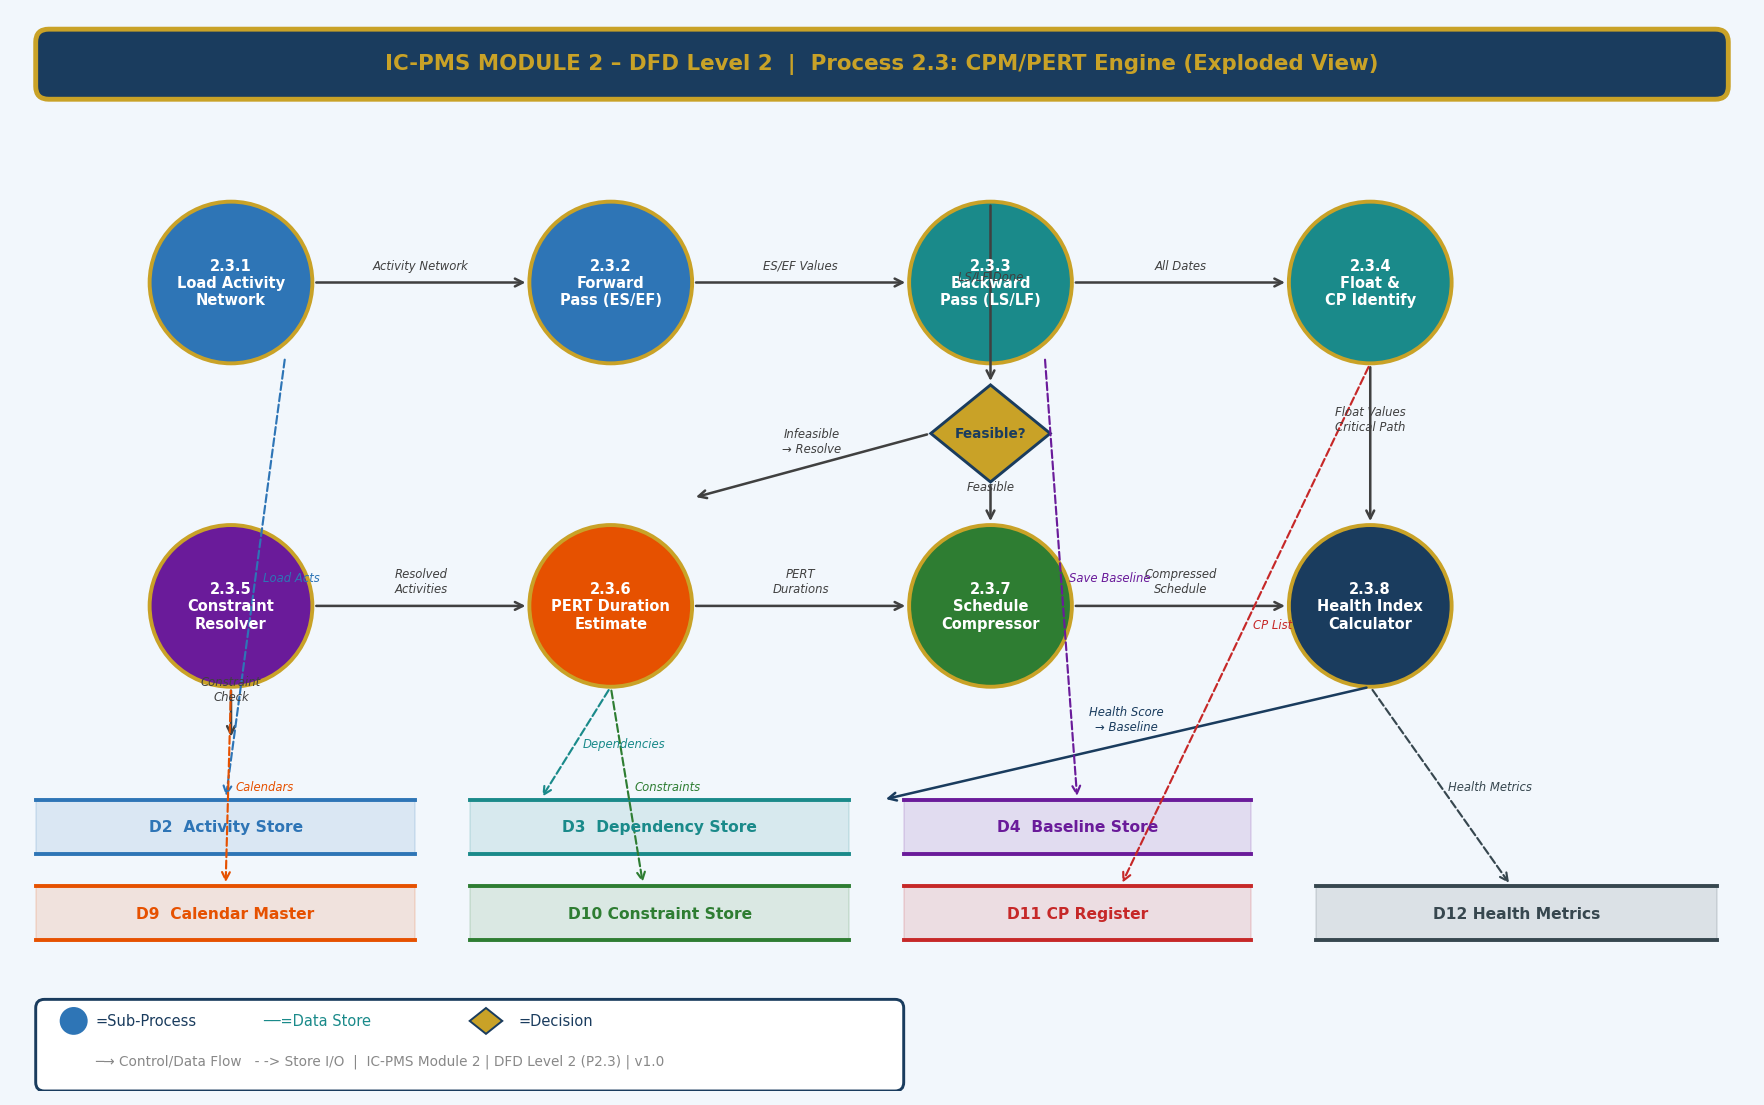 IC-PMS MODULE 2 – DFD Level 2 | Process 2.3: CPM/PERT Engine (Exploded View)
2.3.1
Load Activity
Network
Activity Network
2.3.2
Forward
Pass (ES/EF)
ES/EF Values
2.3.3
Backward
Pass (LS/LF)
All Dates
2.3.4
Float &
CP Identify
Infeasible
→ Resolve
Feasible?
Feasible
Float Values
Critical Path
2.3.5
Constraint
Resolver
Load Acts
Resolved
Activities
2.3.6
PERT Duration
Estimate
PERT
Durations
2.3.7
Schedule
Compressor
Save Baseline
Compressed
Schedule
CP List
2.3.8
Health Index
Calculator
Constraint
Check
Dependencies
Health Score
→ Baseline
Calendars
Constraints
Health Metrics
D2 Activity Store
D3 Dependency Store
D4 Baseline Store
D9 Calendar Master
D10 Constraint Store
D11 CP Register
D12 Health Metrics
=Sub-Process
──=Data Store
=Decision
─→ Control/Data Flow - -> Store I/O | IC-PMS Module 2 | DFD Level 2 (P2.3) | v1.0